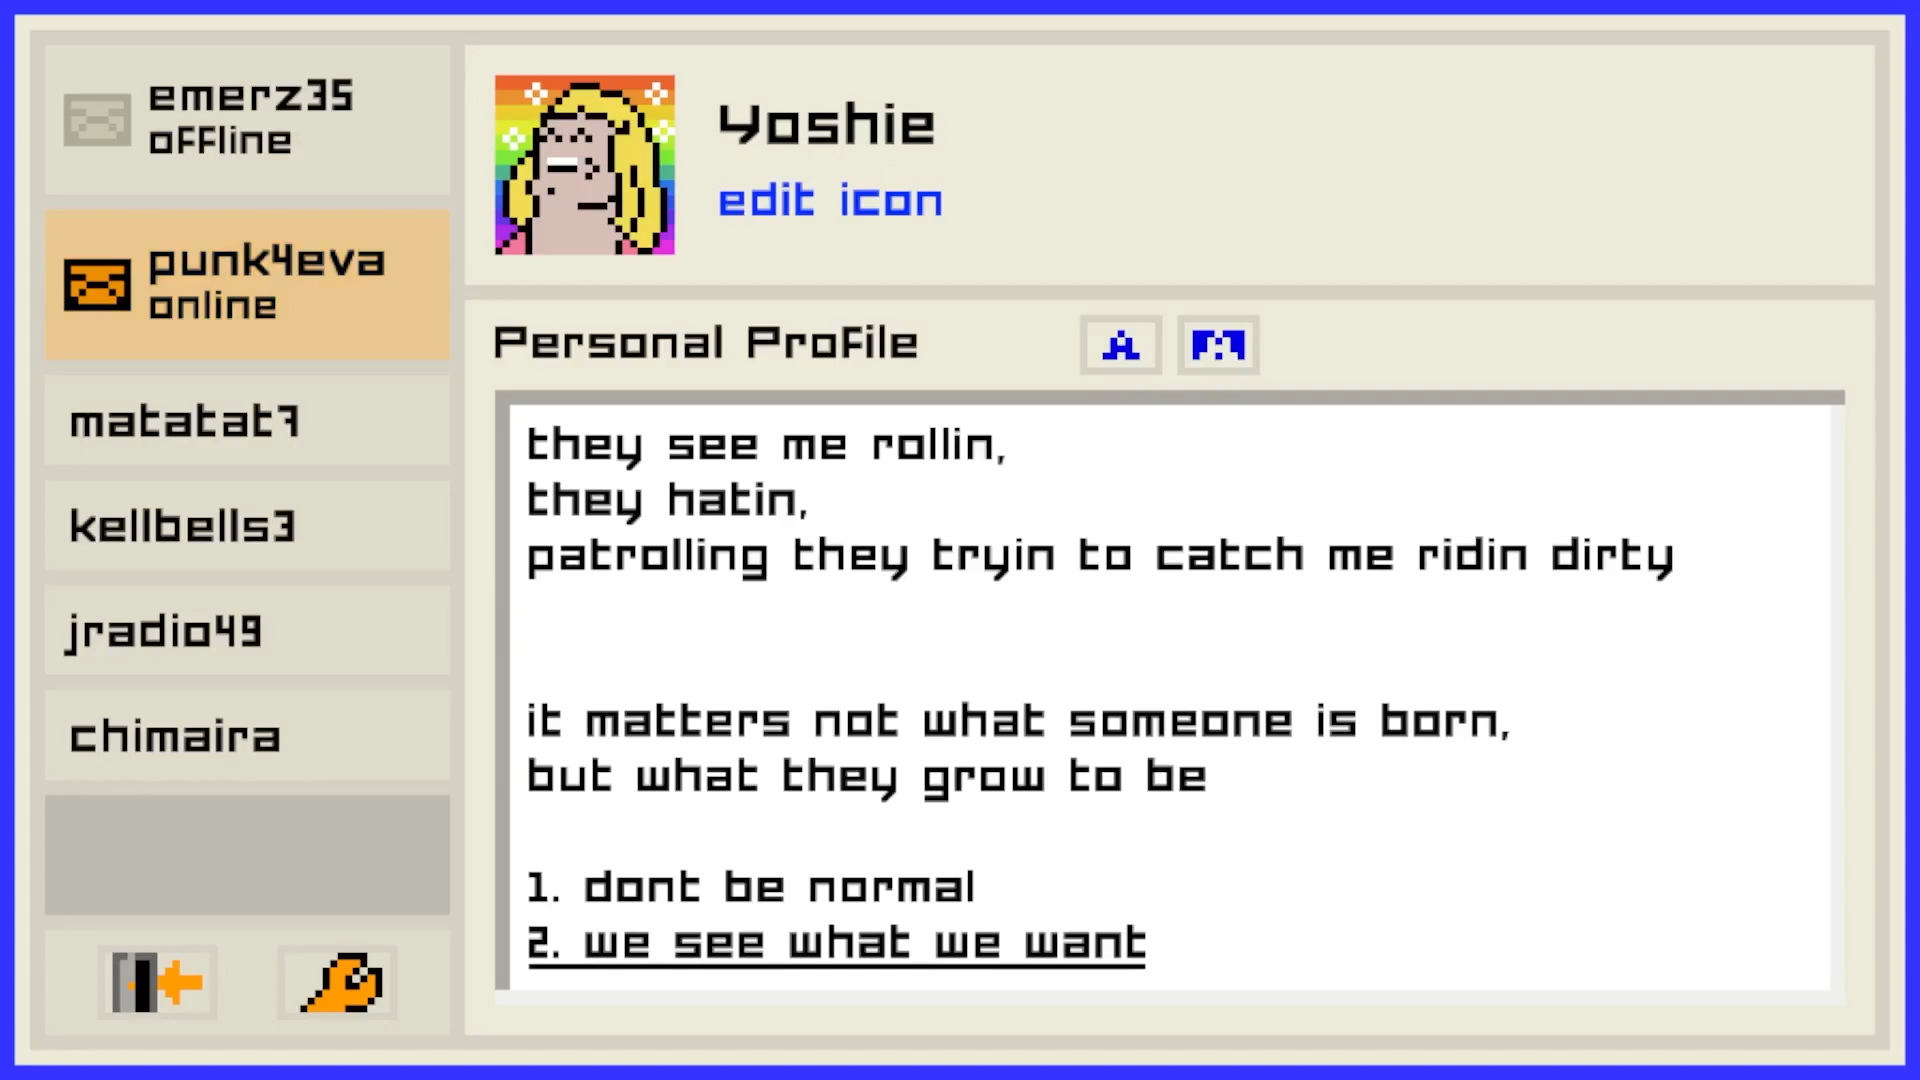 emerz35
offline
punk4eva
online
matatat7
kellbells3
jradio49
chimaira
Yoshie
edit icon
Personal Profile
A
they see me rollin,
they hatin,
patrolling they tryin to catch me ridin dirty
it matters not what someone is born,
but what they grow to be
1. dont be normal
2. we see what we want